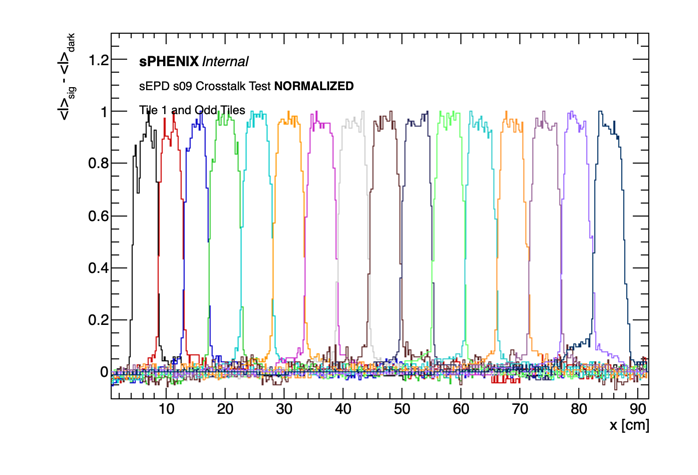 <I>sig - <I>dark
sPHENIX Internal
sEPD s09 Crosstalk Test NORMALIZED
Tile 1 and Odd Tiles
1.2
1
0.8
0.6
0.4
0.2
0
10 20 30 40 50 60 70 80 90
x [cm]